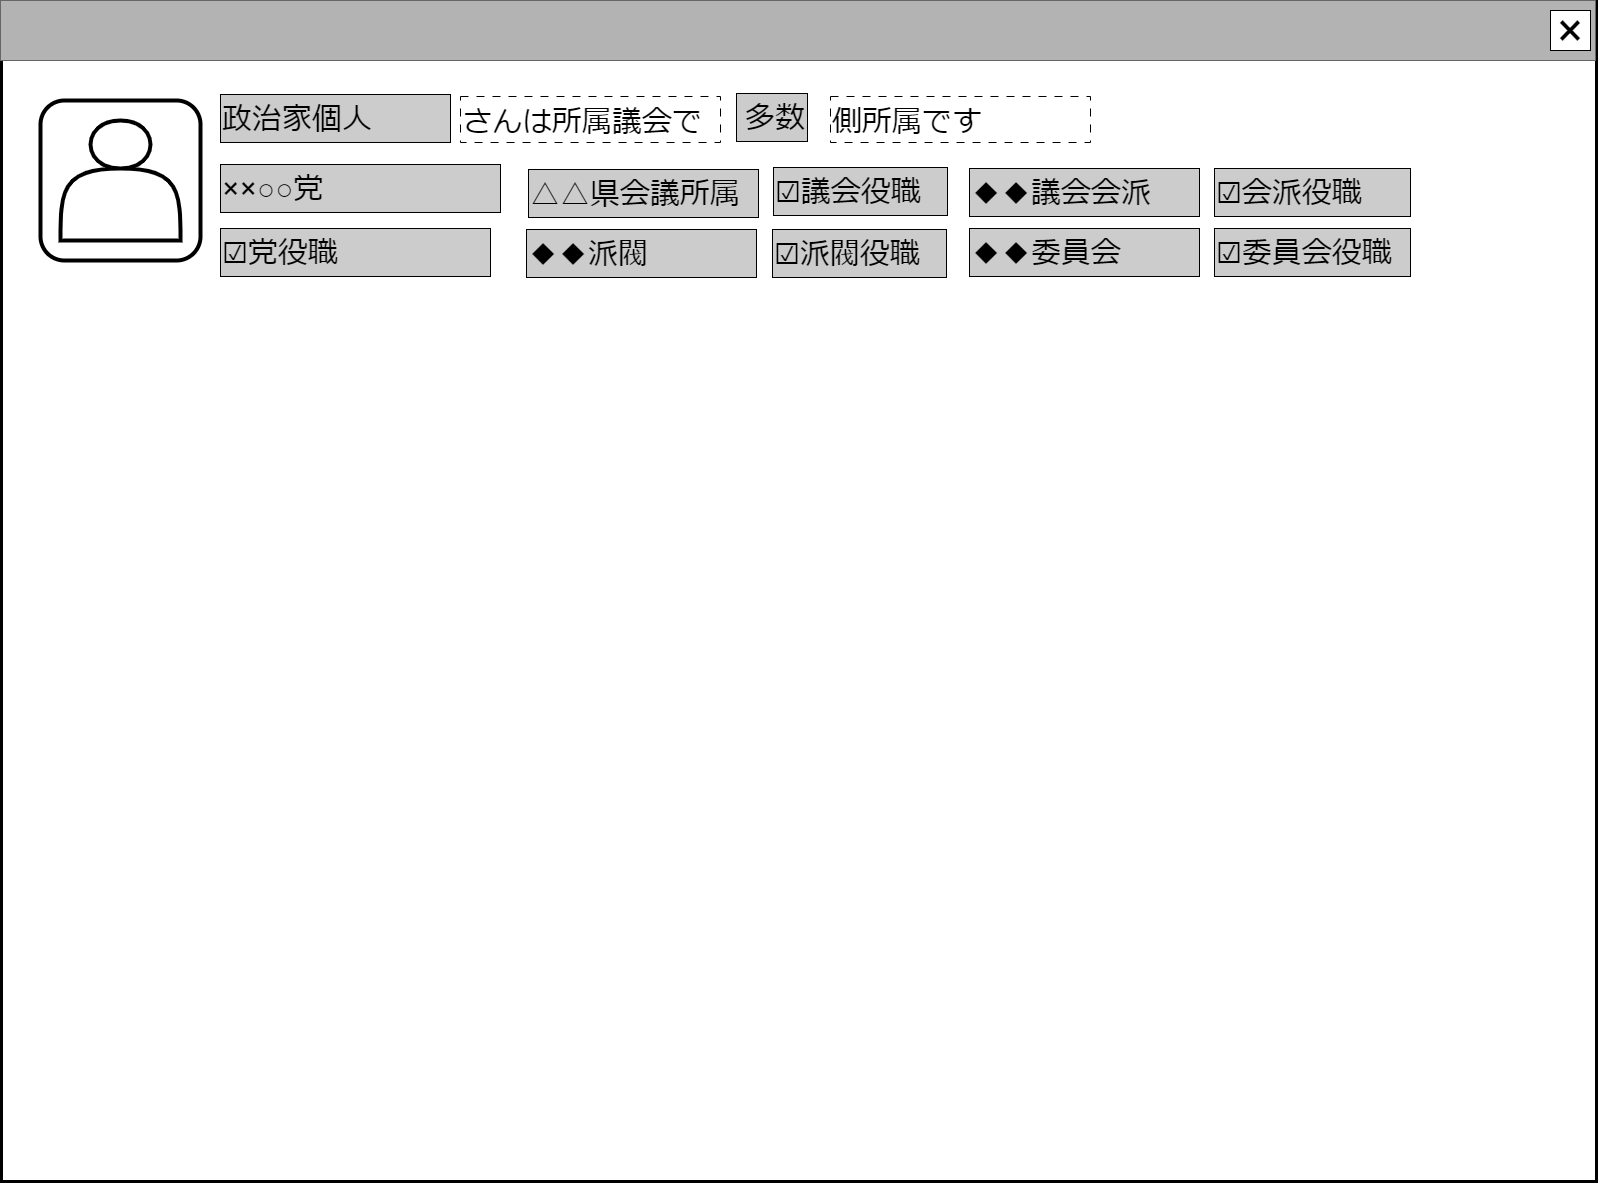 政治家個人 さんは所属議会で 多数 側所属です
××○○党 △△県会議所属 ☑議会役職 ◆◆議会会派 ☑会派役職
☑党役職 ◆◆派閥 ☑派閥役職 ◆◆委員会 ☑委員会役職